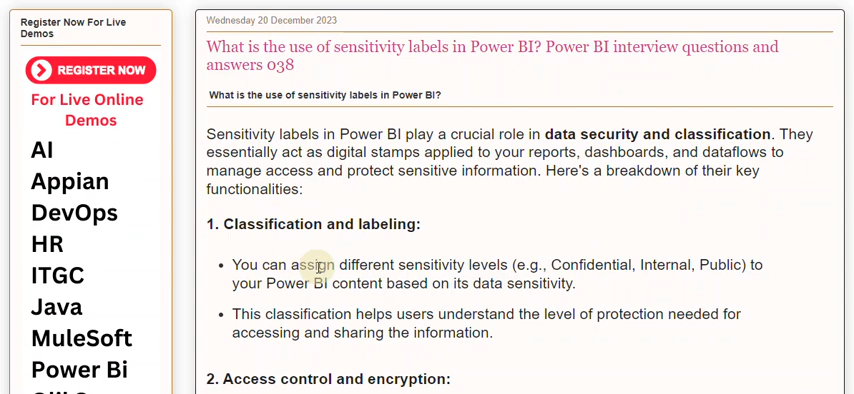 Register Now For Live
Demos
REGISTER NOW
For Live Online
Demos
AI
Appian
DevOps
HR
ITGC
Java
MuleSoft
Power Bi
Wednesday 20 December 2023
What is the use of sensitivity labels in Power BI? Power BI interview questions and
answers 038
What is the use of sensitivity labels in Power BI?
Sensitivity labels in Power BI play a crucial role in data security and classification. They
essentially act as digital stamps applied to your reports, dashboards, and dataflows to
manage access and protect sensitive information. Here's a breakdown of their key
functionalities:
1. Classification and labeling:
• You can assign different sensitivity levels (e.g., Confidential, Internal, Public) to
your Power BI content based on its data sensitivity.
• This classification helps users understand the level of protection needed for
accessing and sharing the information.
2. Access control and encryption: